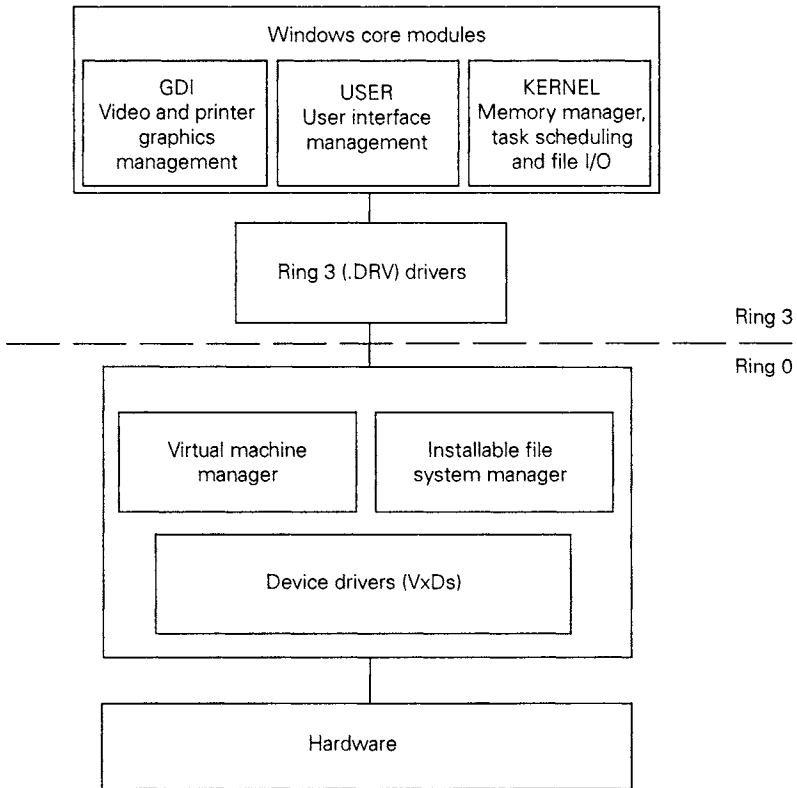 Windows core modules
GDI
Video and printer
graphics
management
USER
User interface
management
KERNEL
Memory manager,
task scheduling
and file I/O
Ring 3 (.DRV) drivers
Ring 3
Ring 0
Virtual machine
manager
Installable file
system manager
Device drivers (VxDs)
Hardware